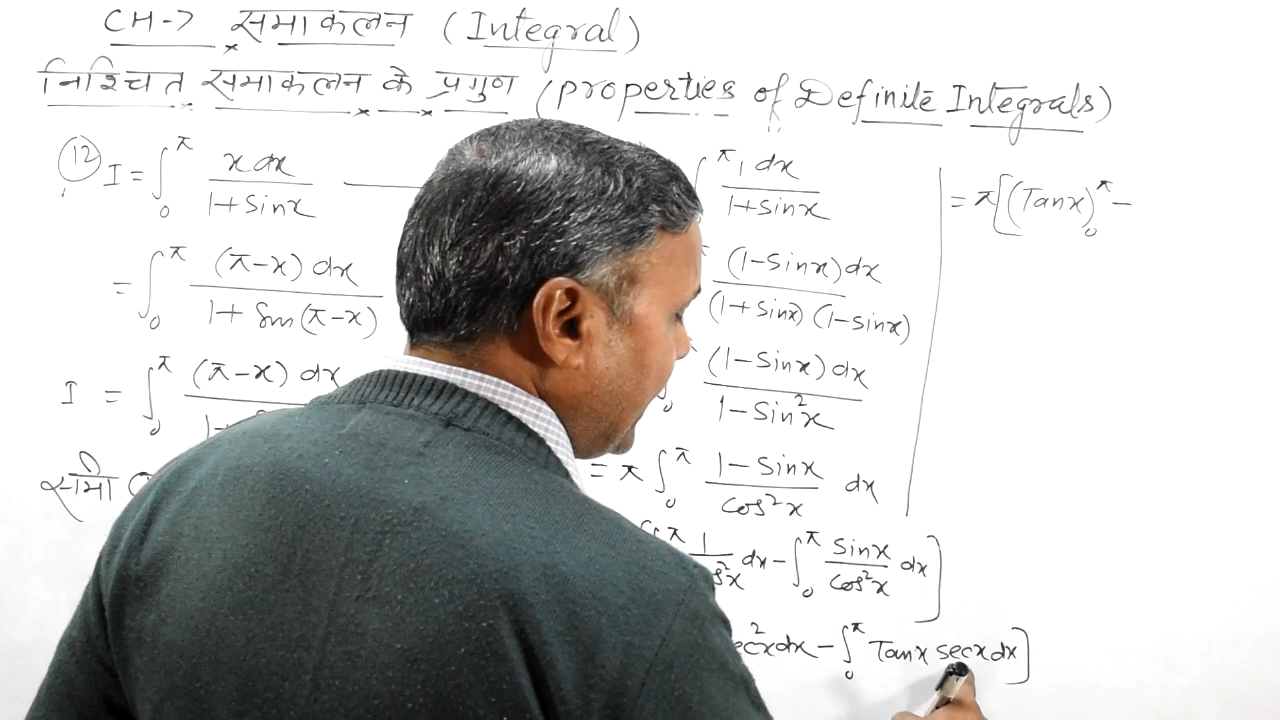 CH-7 समाकलन (Integral)
निश्चित समाकलन के प्रगुण (properties of Definite Integrals)
(12) I = ∫₀^π x dx / 1+sinx
= ∫₀^π (π-x) dx / 1+ Sin(π-x)
I = ∫₀^π (π-x) dx
समी
π 1 dx / 1+sinx
(1-Sinx)dx / (1+sinx) (1-sinx)
(1-Sinx) dx / 1-Sin²x
= π ∫₀^π 1-Sinx / cos²x dx
π 1 / cos²x dx - ∫₀^π sinx / cos²x dx]
sec²x dx - ∫₀^π Tanx secx dx]
= π[(Tanx)₀^π -